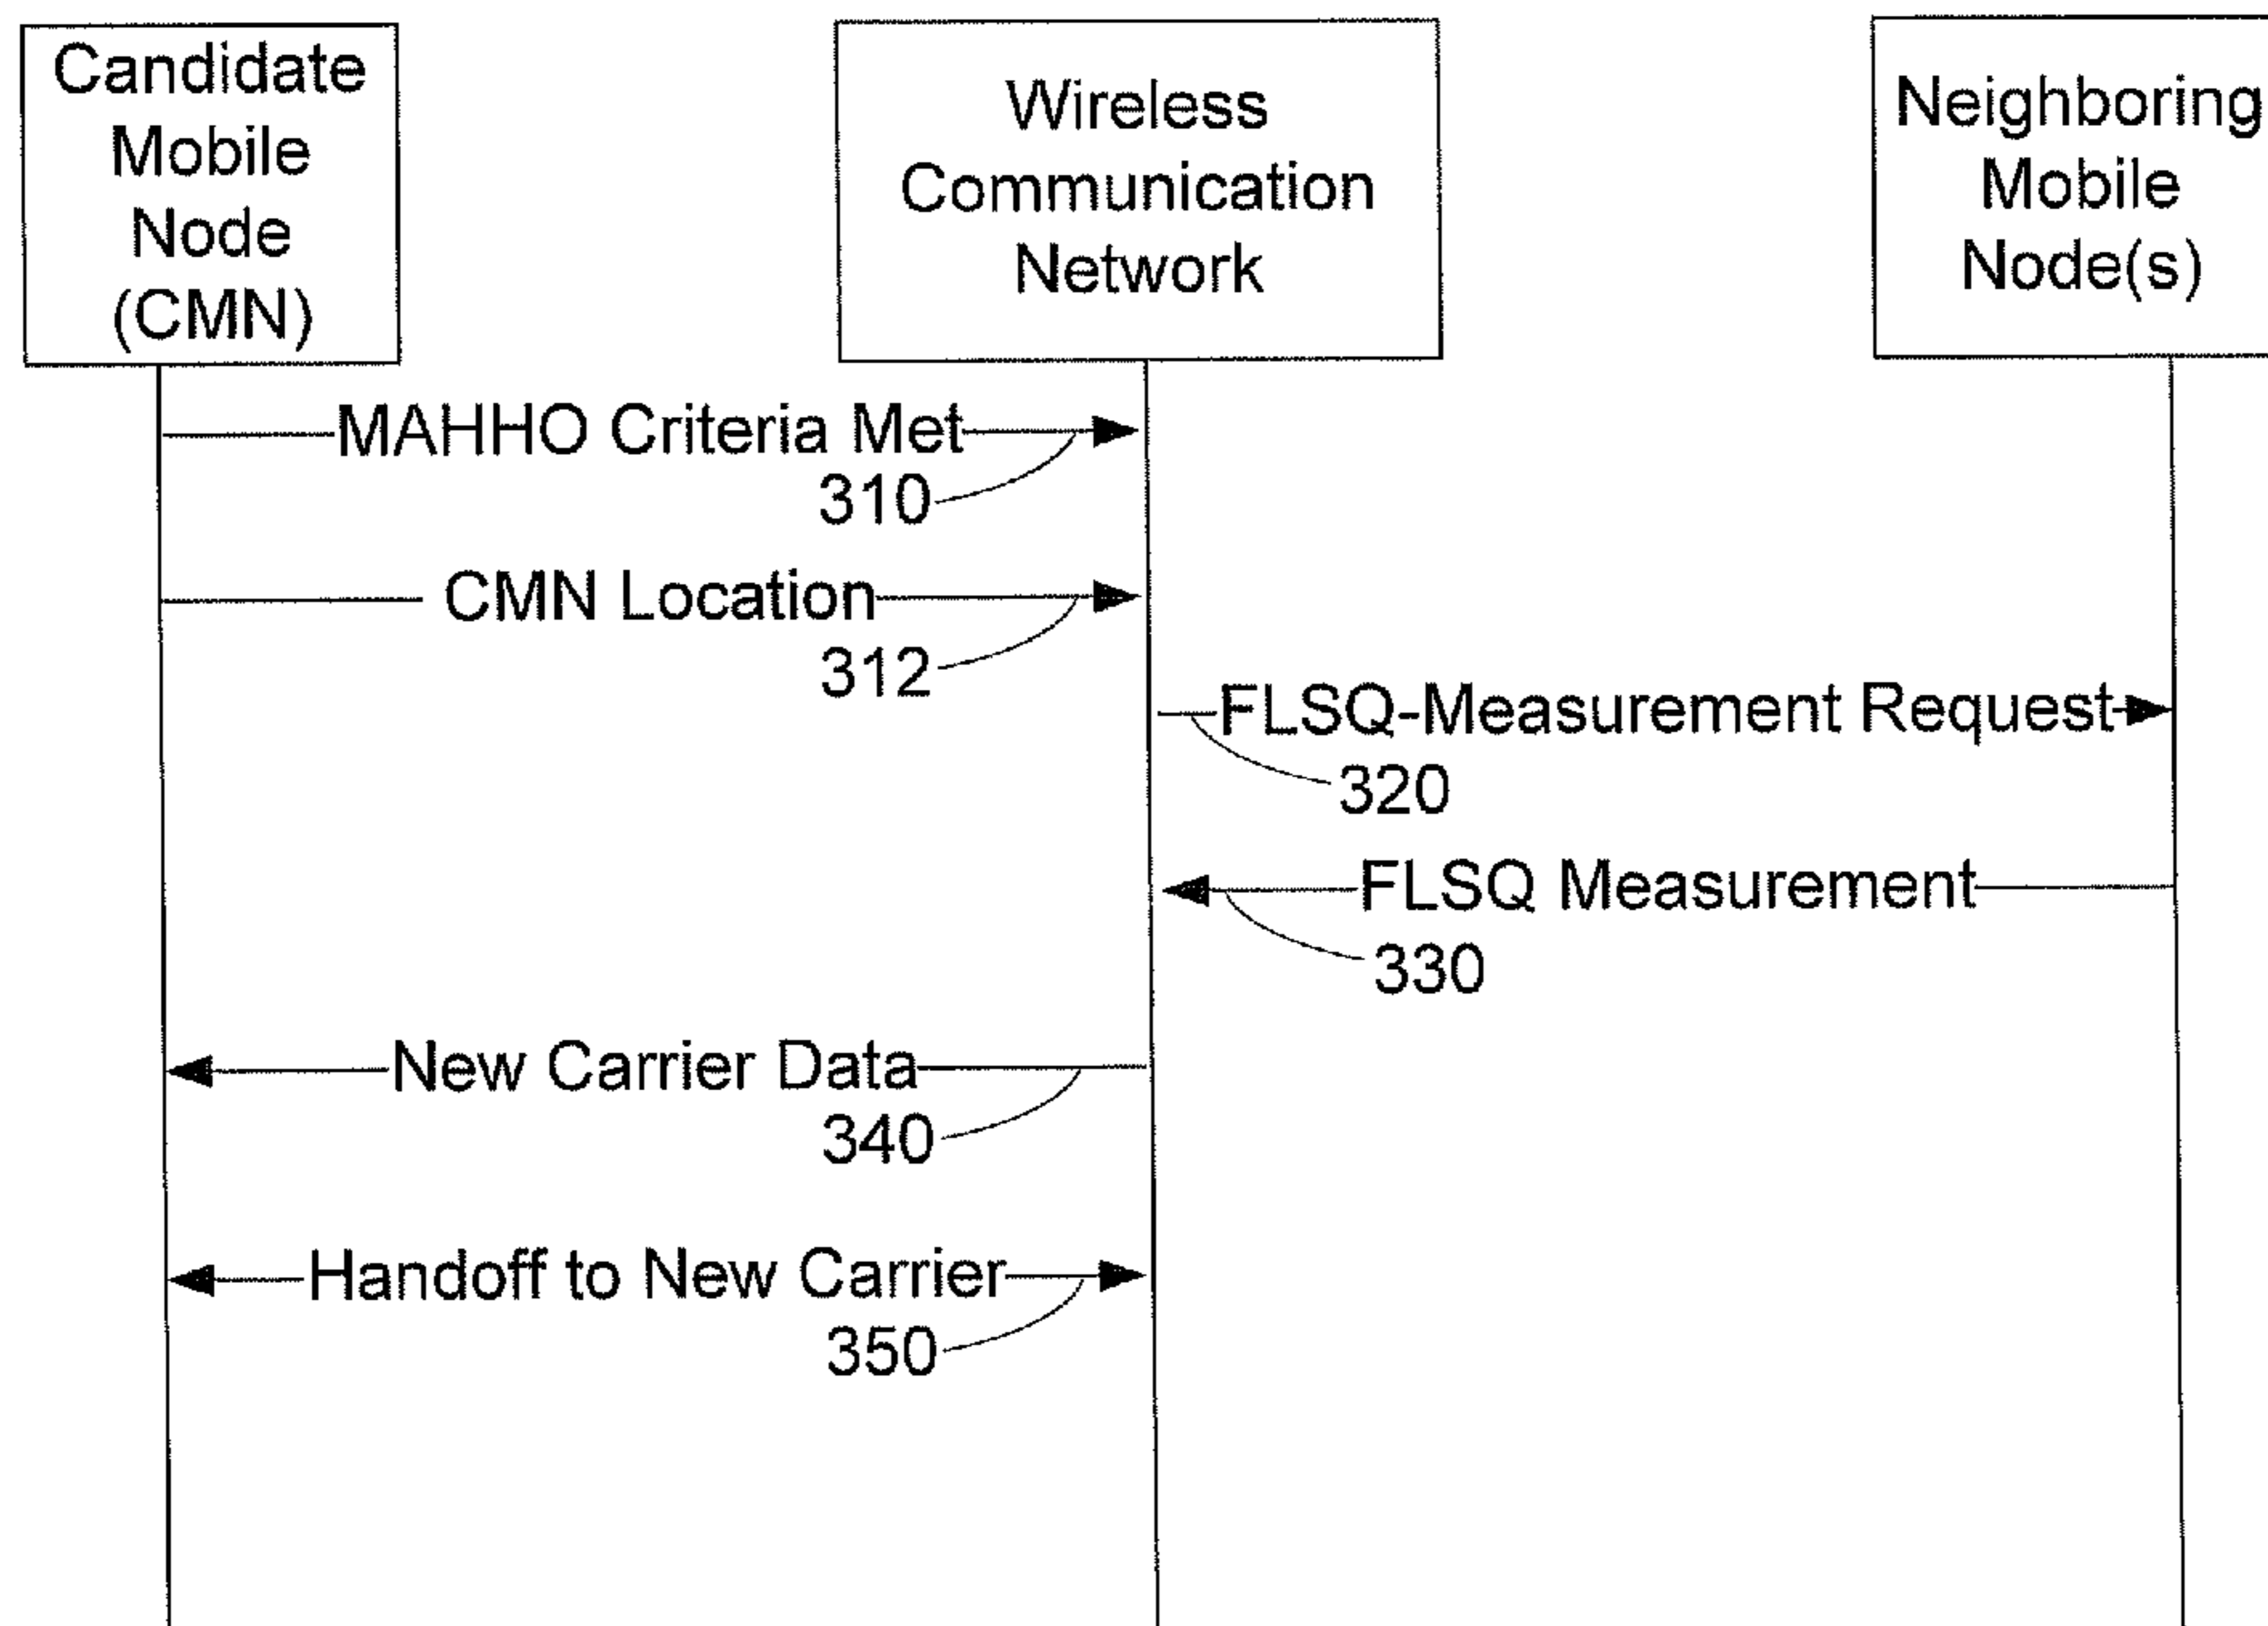 Candidate
Mobile
Node
(CMN)
Wireless
Communication
Network
Neighboring
Mobile
Node(s)
MAHHO Criteria Met
310
CMN Location
312
FLSQ-Measurement Request
320
FLSQ Measurement
330
New Carrier Data
340
Handoff to New Carrier
350